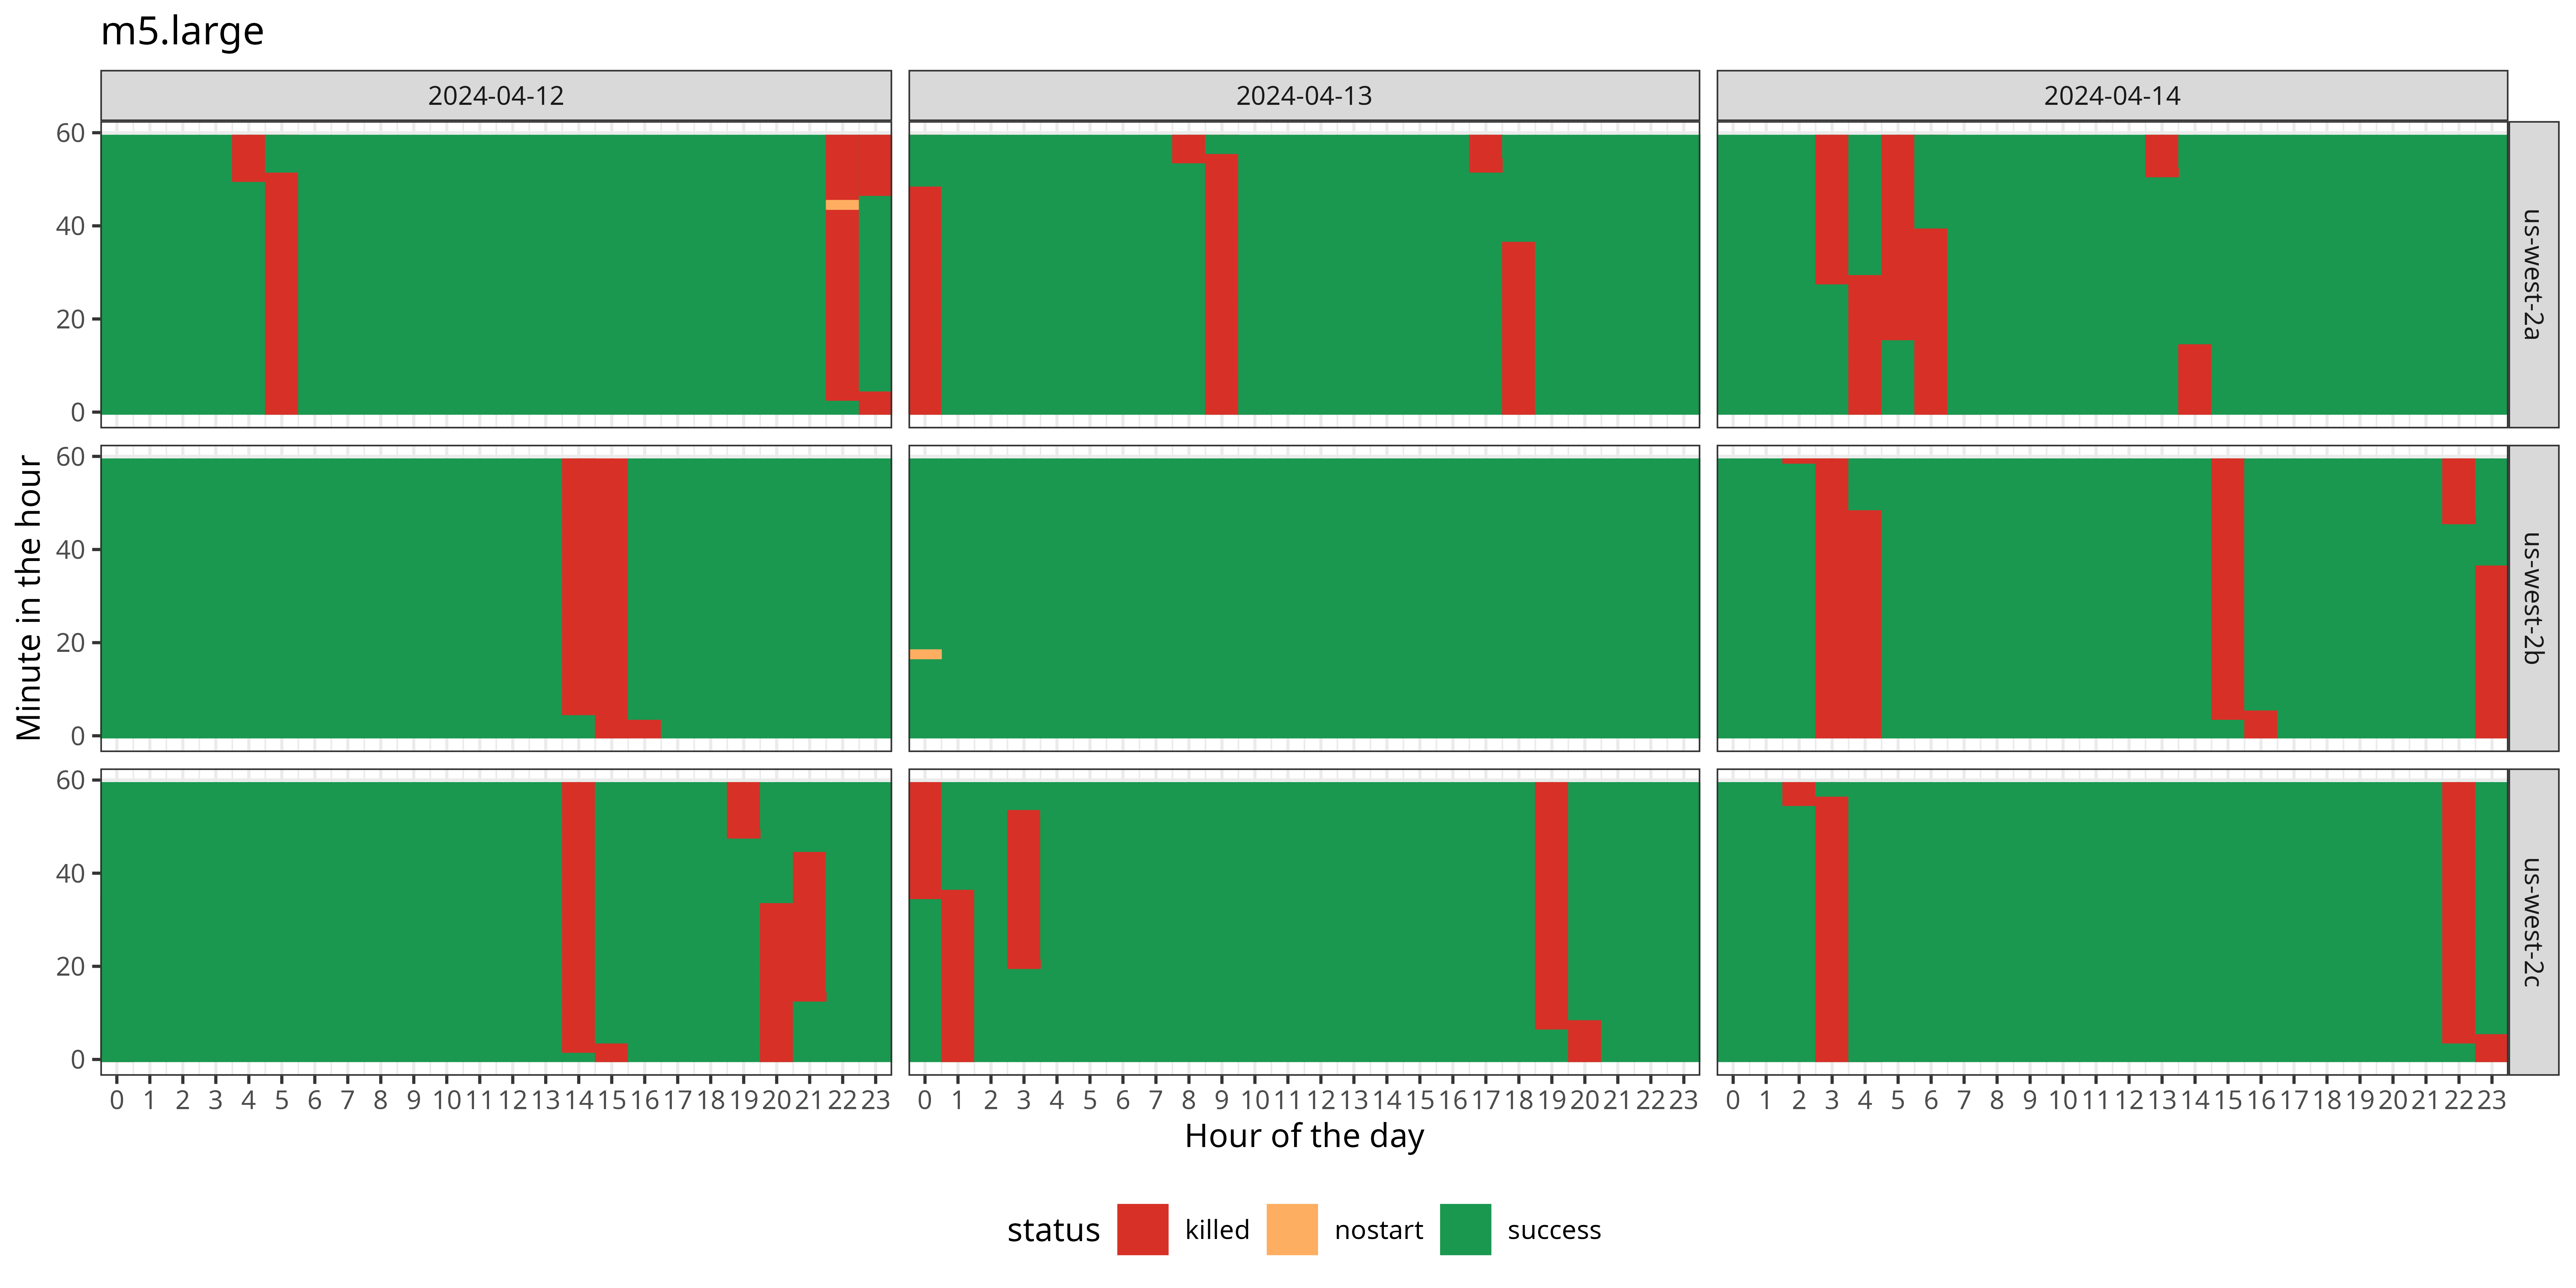 m5.large
2024-04-12 2024-04-13 2024-04-14
60
40
20
0
us-west-2a
Minute in the hour
60
40
20
0
us-west-2b
60
40
20
0
us-west-2c
0 1 2 3 4 5 6 7 8 9 10 11 12 13 14 15 16 17 18 19 20 21 22 23 0 1 2 3 4 5 6 7 8 9 10 11 12 13 14 15 16 17 18 19 20 21 22 23 0 1 2 3 4 5 6 7 8 9 10 11 12 13 14 15 16 17 18 19 20 21 22 23
Hour of the day
status killed nostart success